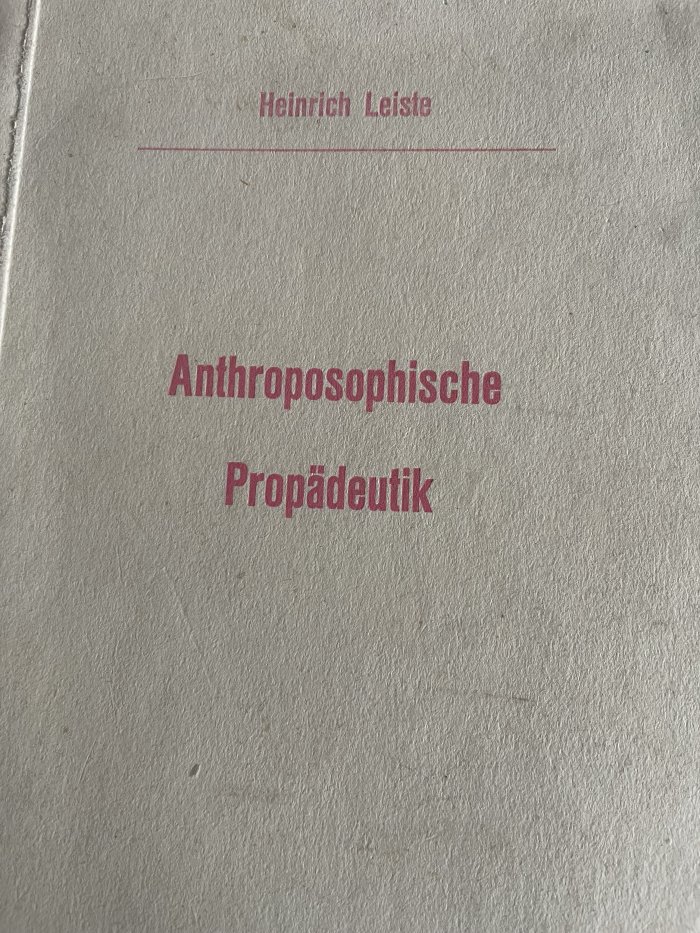 Heinrich Leiste
Anthroposophische
Propädeutik